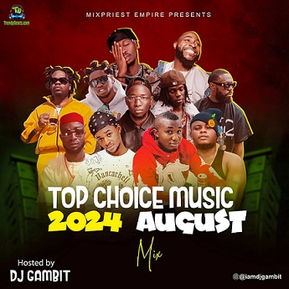 MIXPRIEST EMPIRE PRESENTS
TOP CHOICE MUSIC
2024 AUGUST
Mix
Hosted by
DJ GAMBIT
@iamdjgambit